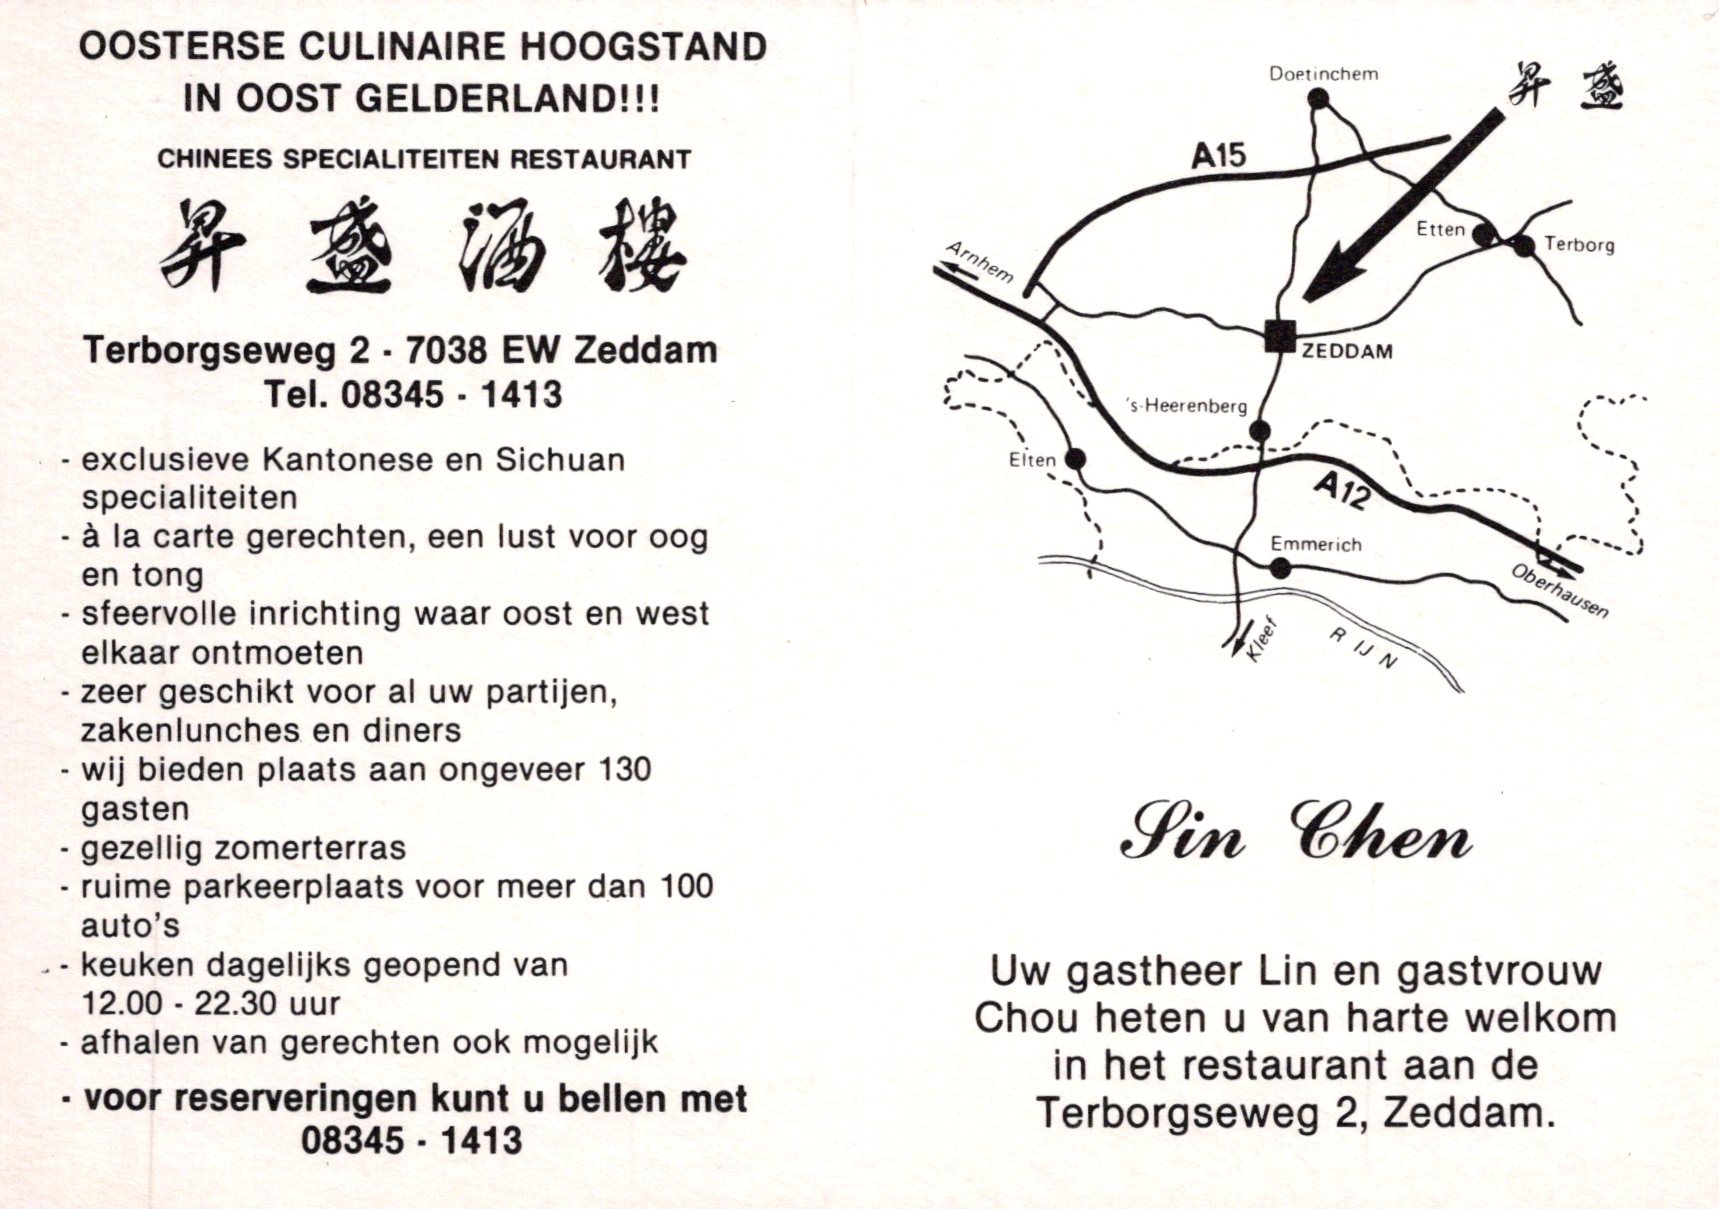 OOSTERSE CULINAIRE HOOGSTAND
IN OOST GELDERLAND!!!
CHINEES SPECIALITEITEN RESTAURANT
昇 盛 酒 樓
Terborgseweg 2 - 7038 EW Zeddam
Tel. 08345 - 1413
- exclusieve Kantonese en Sichuan
specialiteiten
- à la carte gerechten, een lust voor oog
en tong
- sfeervolle inrichting waar oost en west
elkaar ontmoeten
- zeer geschikt voor al uw partijen,
zakenlunches en diners
- wij bieden plaats aan ongeveer 130
gasten
- gezellig zomerterras
- ruime parkeerplaats voor meer dan 100
auto's
- keuken dagelijks geopend van
12.00 - 22.30 uur
- afhalen van gerechten ook mogelijk
- voor reserveringen kunt u bellen met
08345 - 1413
Doetinchem
昇 盛
A15
Etten
Terborg
Arnhem
ZEDDAM
's-Heerenberg
Elten
A12
Emmerich
Oberhausen
Kleef
RIJN
Sin Chen
Uw gastheer Lin en gastvrouw
Chou heten u van harte welkom
in het restaurant aan de
Terborgseweg 2, Zeddam.